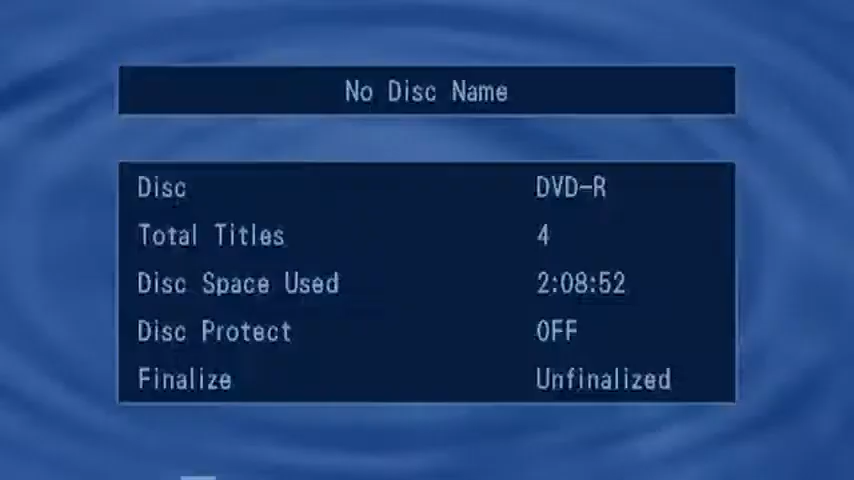 No Disc Name
Disc DVD-R
Total Titles 4
Disc Space Used 2:08:52
Disc Protect OFF
Finalize Unfinalized